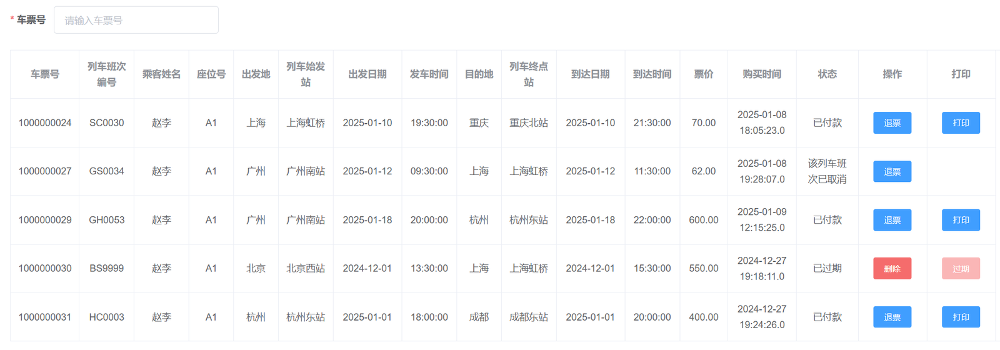 * 车票号 请输入车票号
车票号 列车班次编号 乘客姓名 座位号 出发地 列车始发站 出发日期 发车时间 目的地 列车终点站 到达日期 到达时间 票价 购买时间 状态 操作 打印
1000000024 SC0030 赵李 A1 上海 上海虹桥 2025-01-10 19:30:00 重庆 重庆北站 2025-01-10 21:30:00 70.00 2025-01-08 18:05:23.0 已付款 退票 打印
1000000027 GS0034 赵李 A1 广州 广州南站 2025-01-12 09:30:00 上海 上海虹桥 2025-01-12 11:30:00 62.00 2025-01-08 19:28:07.0 该列车班次已取消 退票
1000000029 GH0053 赵李 A1 广州 广州南站 2025-01-18 20:00:00 杭州 杭州东站 2025-01-18 22:00:00 600.00 2025-01-09 12:15:25.0 已付款 退票 打印
1000000030 BS9999 赵李 A1 北京 北京西站 2024-12-01 13:30:00 上海 上海虹桥 2024-12-01 15:30:00 550.00 2024-12-27 19:18:11.0 已过期 删除 过期
1000000031 HC0003 赵李 A1 杭州 杭州东站 2025-01-01 18:00:00 成都 成都东站 2025-01-01 20:00:00 400.00 2024-12-27 19:24:26.0 已付款 退票 打印